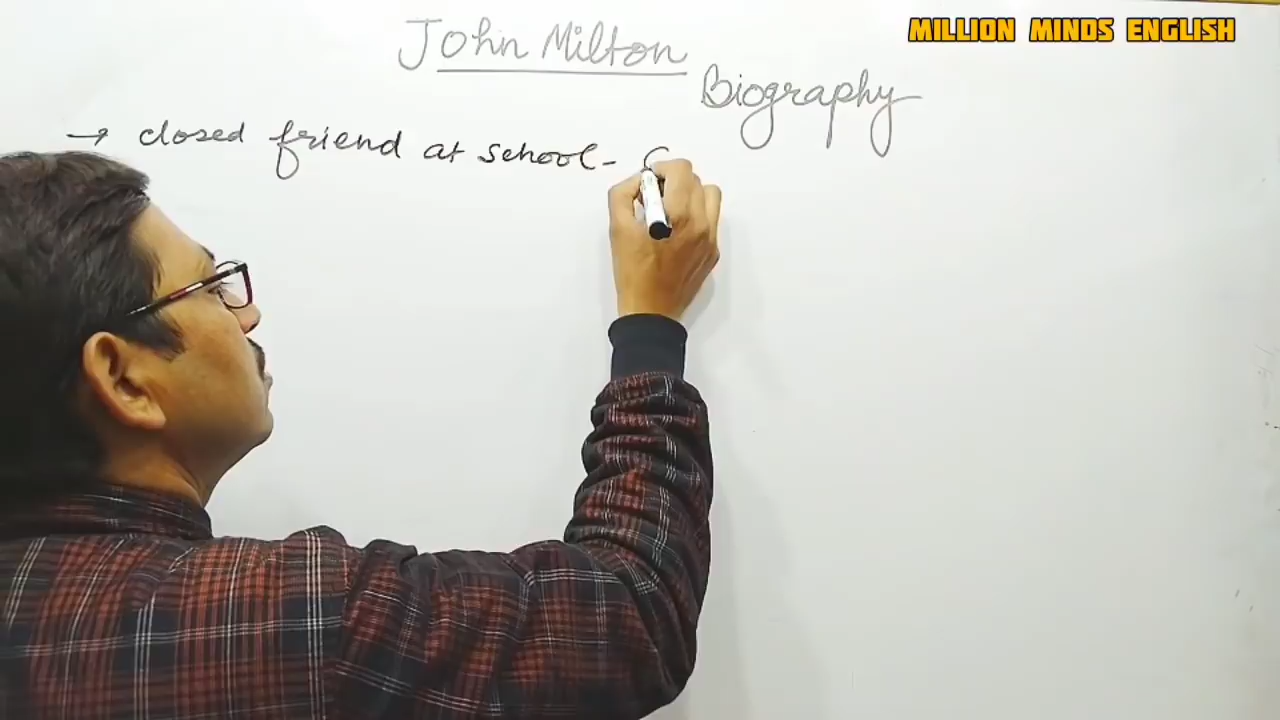 John Milton
MILLION MINDS ENGLISH
Biography
→ closed friend at school - C